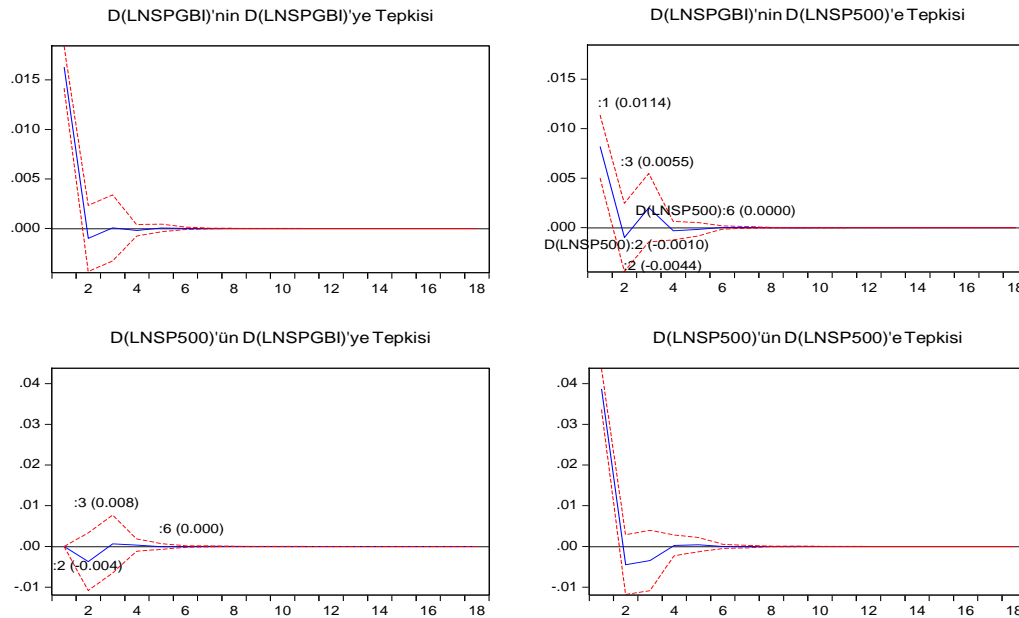 D(LNSPGBI)'nin D(LNSPGBI)'ye Tepkisi
.015
.010
.005
.000
2 4 6 8 10 12 14 16 18
D(LNSPGBI)'nin D(LNSP500)'e Tepkisi
.015
:1 (0.0114)
.010
:3 (0.0055)
.005
D(LNSP500):6 (0.0000)
.000
D(LNSP500):2 (-0.0010)
:2 (-0.0044)
2 4 6 8 10 12 14 16 18
D(LNSP500)'ün D(LNSPGBI)'ye Tepkisi
.04
.03
.02
.01
:3 (0.008)
:6 (0.000)
.00
:2 (-0.004)
-.01
2 4 6 8 10 12 14 16 18
D(LNSP500)'ün D(LNSP500)'e Tepkisi
.04
.03
.02
.01
.00
-.01
2 4 6 8 10 12 14 16 18